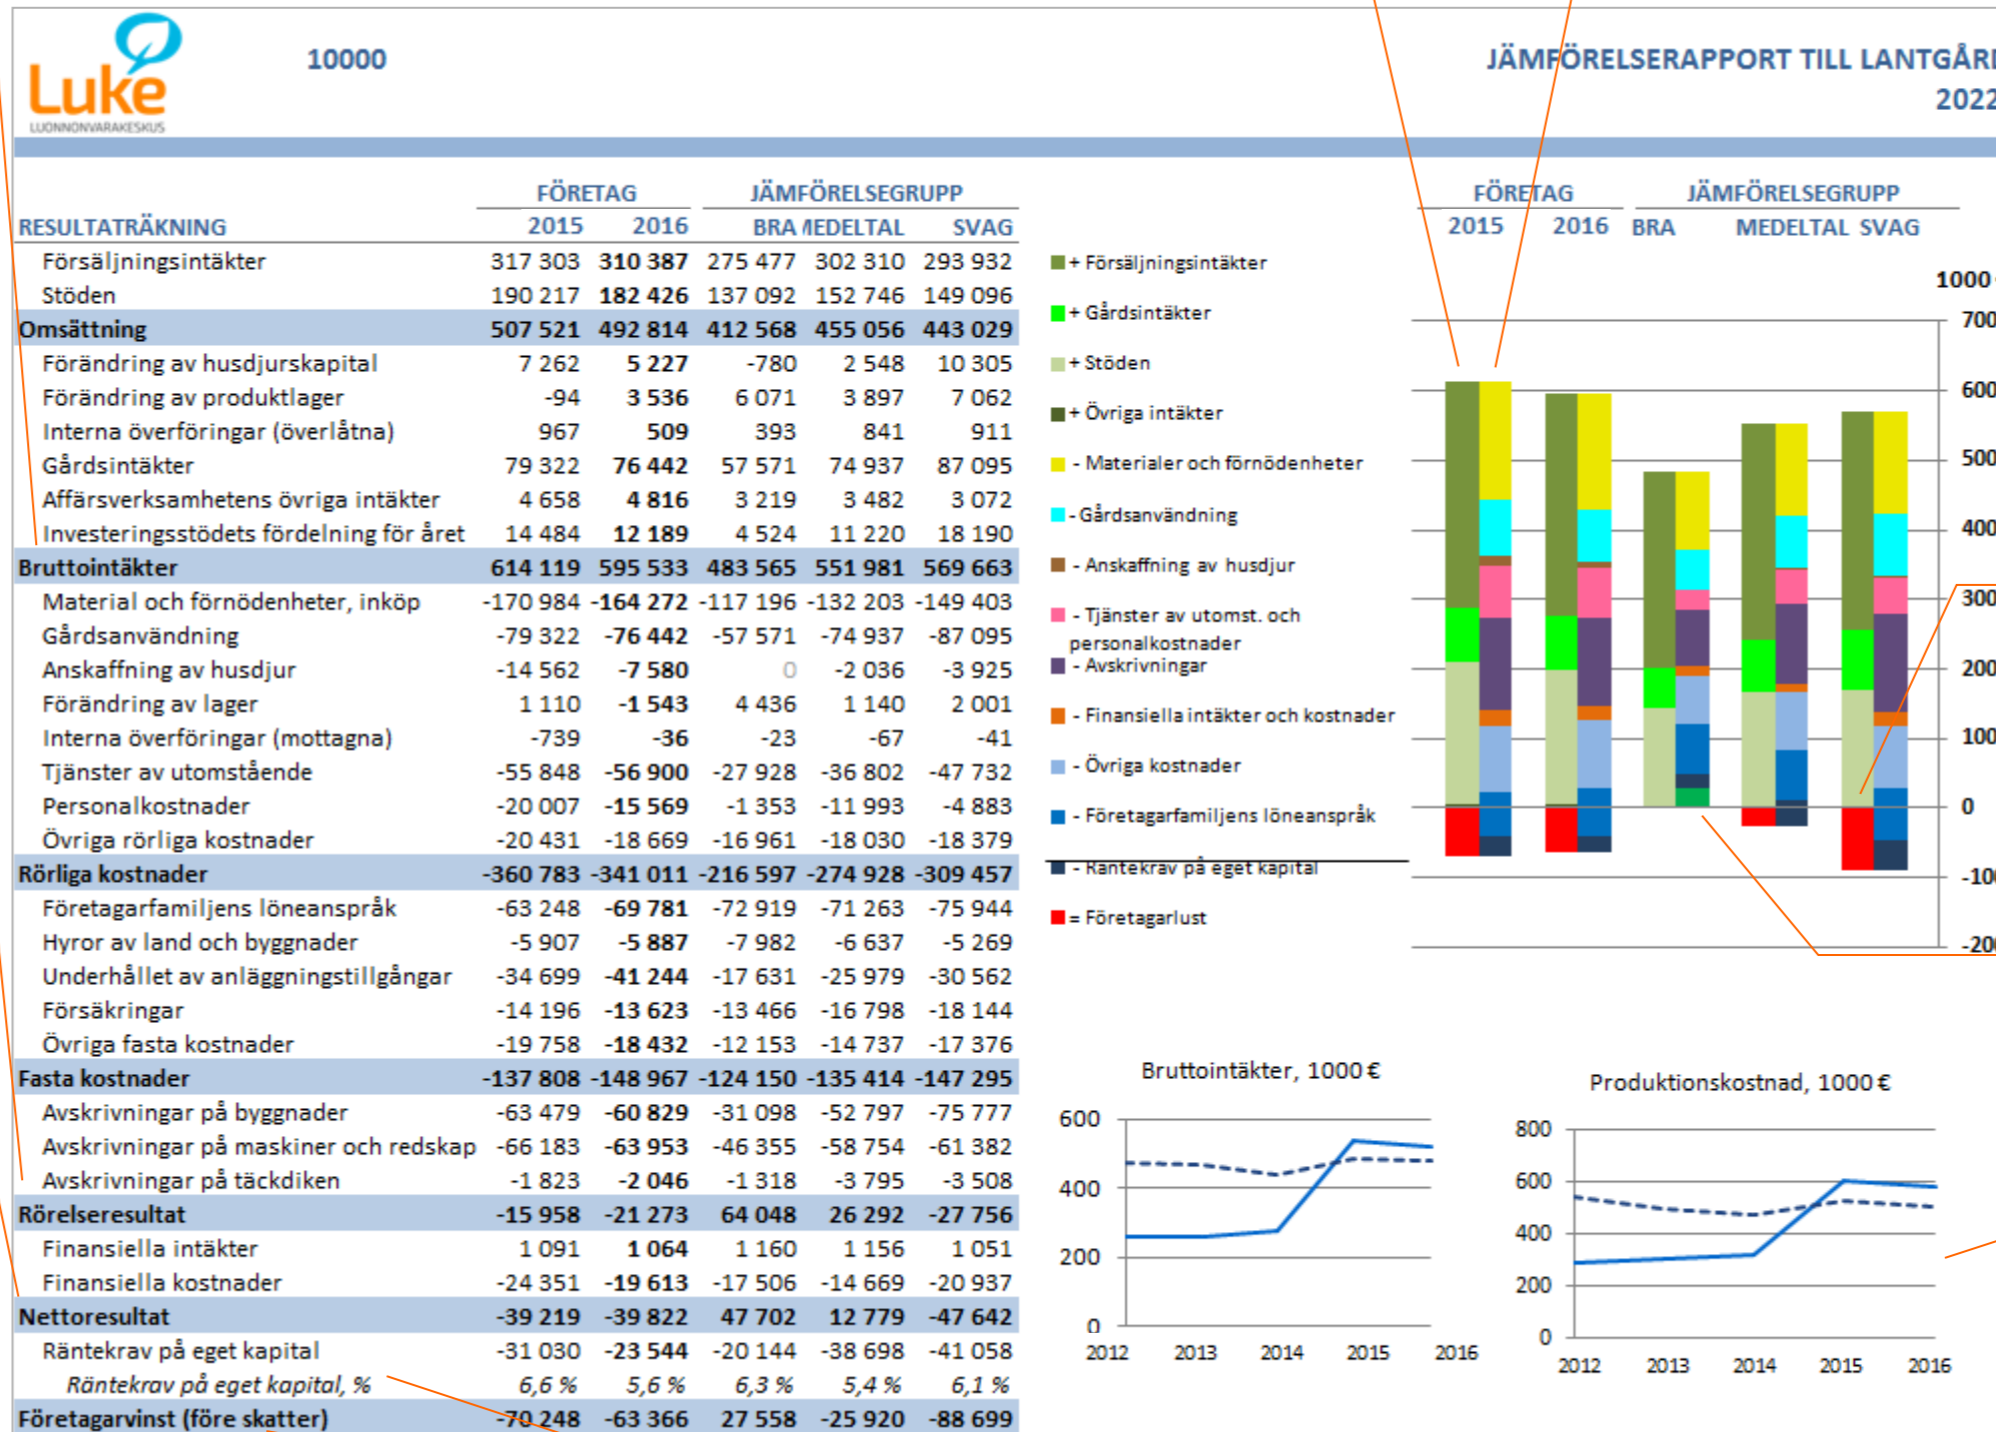 Luke
LUONNONVARAKESKUS
10000
JÄMFÖRELSERAPPORT TILL LANTGÅRD
2022
FÖRETAG JÄMFÖRELSEGRUPP
RESULTATRÄKNING 2015 2016 BRA MEDELTAL SVAG
Försäljningsintäkter 317 303 310 387 275 477 302 310 293 932
Stöden 190 217 182 426 137 092 152 746 149 096
Omsättning 507 521 492 814 412 568 455 056 443 029
Förändring av husdjurskapital 7 262 5 227 -780 2 548 10 305
Förändring av produktlager -94 3 536 6 071 3 897 7 062
Interna överföringar (överlåtna) 967 509 393 841 911
Gårdsintäkter 79 322 76 442 57 571 74 937 87 095
Affärsverksamhetens övriga intäkter 4 658 4 816 3 219 3 482 3 072
Investeringsstödets fördelning för året 14 484 12 189 4 524 11 220 18 190
Bruttointäkter 614 119 595 533 483 565 551 981 569 663
Material och förnödenheter, inköp -170 984 -164 272 -117 196 -132 203 -149 403
Gårdsanvändning -79 322 -76 442 -57 571 -74 937 -87 095
Anskaffning av husdjur -14 562 -7 580 0 -2 036 -3 925
Förändring av lager 1 110 -1 543 4 436 1 140 2 001
Interna överföringar (mottagna) -739 -36 -23 -67 -41
Tjänster av utomstående -55 848 -56 900 -27 928 -36 802 -47 732
Personalkostnader -20 007 -15 569 -1 353 -11 993 -4 883
Övriga rörliga kostnader -20 431 -18 669 -16 961 -18 030 -18 379
Rörliga kostnader -360 783 -341 011 -216 597 -274 928 -309 457
Företagarfamiljens löneanspråk -63 248 -69 781 -72 919 -71 263 -75 944
Hyror av land och byggnader -5 907 -5 887 -7 982 -6 637 -5 269
Underhållet av anläggningstillgångar -34 699 -41 244 -17 631 -25 979 -30 562
Försäkringar -14 196 -13 623 -13 466 -16 798 -18 144
Övriga fasta kostnader -19 758 -18 432 -12 153 -14 737 -17 376
Fasta kostnader -137 808 -148 967 -124 150 -135 414 -147 295
Avskrivningar på byggnader -63 479 -60 829 -31 098 -52 797 -75 777
Avskrivningar på maskiner och redskap -66 183 -63 953 -46 355 -58 754 -61 382
Avskrivningar på täckdiken -1 823 -2 046 -1 318 -3 795 -3 508
Rörelseresultat -15 958 -21 273 64 048 26 292 -27 756
Finansiella intäkter 1 091 1 064 1 160 1 156 1 051
Finansiella kostnader -24 351 -19 613 -17 506 -14 669 -20 937
Nettoresultat -39 219 -39 822 47 702 12 779 -47 642
Räntekrav på eget kapital -31 030 -23 544 -20 144 -38 698 -41 058
Räntekrav på eget kapital, % 6,6 % 5,6 % 6,3 % 5,4 % 6,1 %
Företagarvinst (före skatter) -70 248 -63 366 27 558 -25 920 -88 699
+ Försäljningsintäkter
+ Gårdsintäkter
+ Stöden
+ Övriga intäkter
- Materialer och förnödenheter
- Gårdsanvändning
- Anskaffning av husdjur
- Tjänster av utomst. och
personalkostnader
- Avskrivningar
- Finansiella intäkter och kostnader
- Övriga kostnader
- Företagarfamiljens löneanspråk
- Räntekrav på eget kapital
= Företagarlust
FÖRETAG JÄMFÖRELSEGRUPP
2015 2016 BRA MEDELTAL SVAG
1000 €
700
600
500
400
300
200
100
0
-100
-200
Bruttointäkter, 1000 €
600
400
200
0
2012 2013 2014 2015 2016
Produktionskostnad, 1000 €
800
600
400
200
0
2012 2013 2014 2015 2016